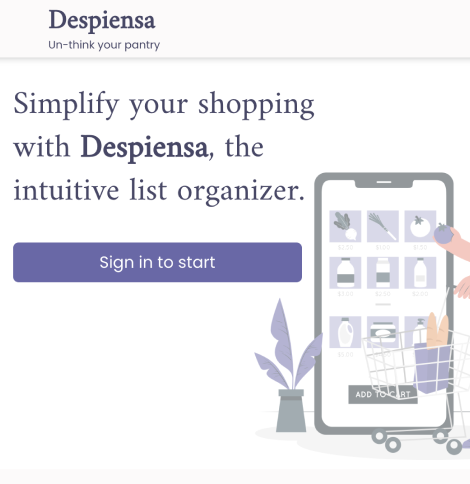 Despiensa
Un-think your pantry
Simplify your shopping
with Despiensa, the
intuitive list organizer.
Sign in to start
ADD TO CART